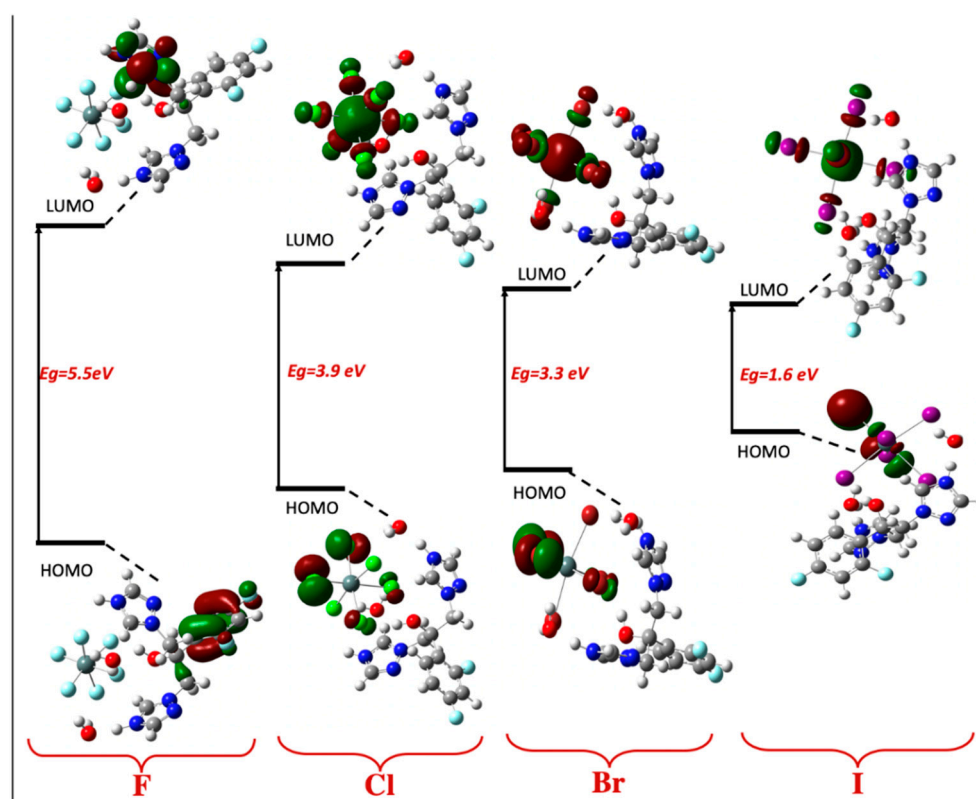 LUMO
LUMO
LUMO
LUMO
Eg=5.5eV
Eg=3.9 eV
Eg=3.3 eV
Eg=1.6 eV
HOMO
HOMO
HOMO
HOMO
F
Cl
Br
I